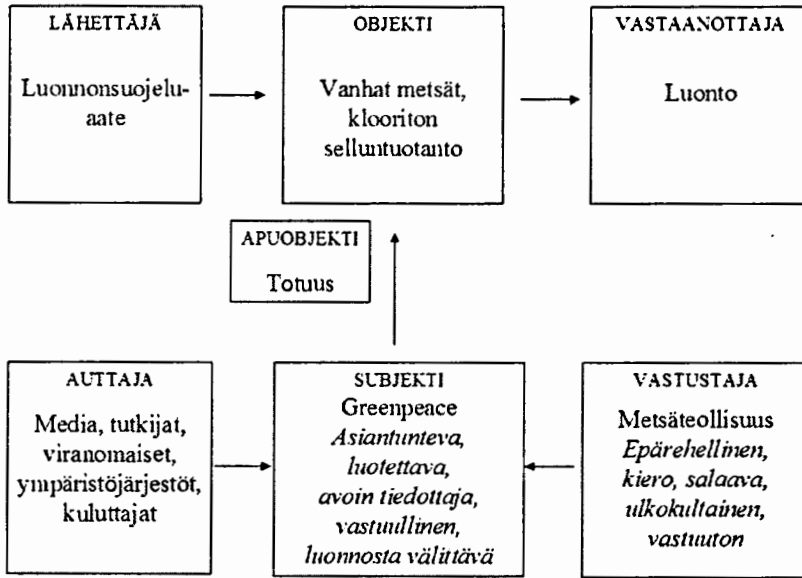 LÄHETTÄJÄ
Luonnonsuojelu-
aate
OBJEKTI
Vanhat metsät,
klooriton
selluntuotanto
VASTAANOTTAJA
Luonto
APUOBJEKTI
Totuus
AUTTAJA
Media, tutkijat,
viranomaiset,
ympäristöjärjestöt,
kuluttajat
SUBJEKTI
Greenpeace
Asiantunteva,
luotettava,
avoin tiedottaja,
vastuullinen,
luonnosta välittävä
VASTUSTAJA
Metsäteollisuus
Epärehellinen,
kiero, salaava,
ulkokultainen,
vastuuton